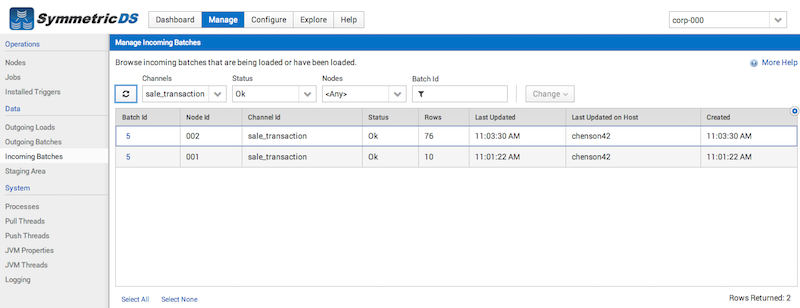 SymmetricDS
Dashboard Manage Configure Explore Help
corp-000
Operations
Nodes
Jobs
Installed Triggers
Data
Outgoing Loads
Outgoing Batches
Incoming Batches
Staging Area
System
Processes
Pull Threads
Push Threads
JVM Properties
JVM Threads
Logging
Manage Incoming Batches
Browse incoming batches that are being loaded or have been loaded.
More Help
Channels Status Nodes Batch Id
sale_transaction Ok <Any> Change
Batch Id Node Id Channel Id Status Rows Last Updated Last Updated on Host Created
5 002 sale_transaction Ok 76 11:03:30 AM chenson42 11:03:30 AM
5 001 sale_transaction Ok 10 11:01:22 AM chenson42 11:01:22 AM
Select All Select None
Rows Returned: 2